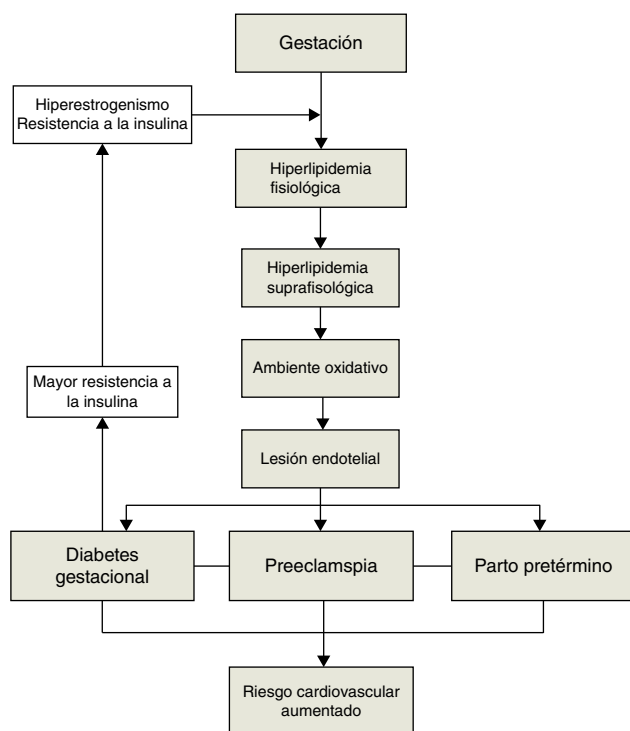 Gestación
Hiperestrogenismo
Resistencia a la insulina
Hiperlipidemia
fisiológica
Hiperlipidemia
suprafisológica
Ambiente oxidativo
Mayor resistencia a
la insulina
Lesión endotelial
Diabetes
gestacional
Preeclamspia
Parto pretérmino
Riesgo cardiovascular
aumentado